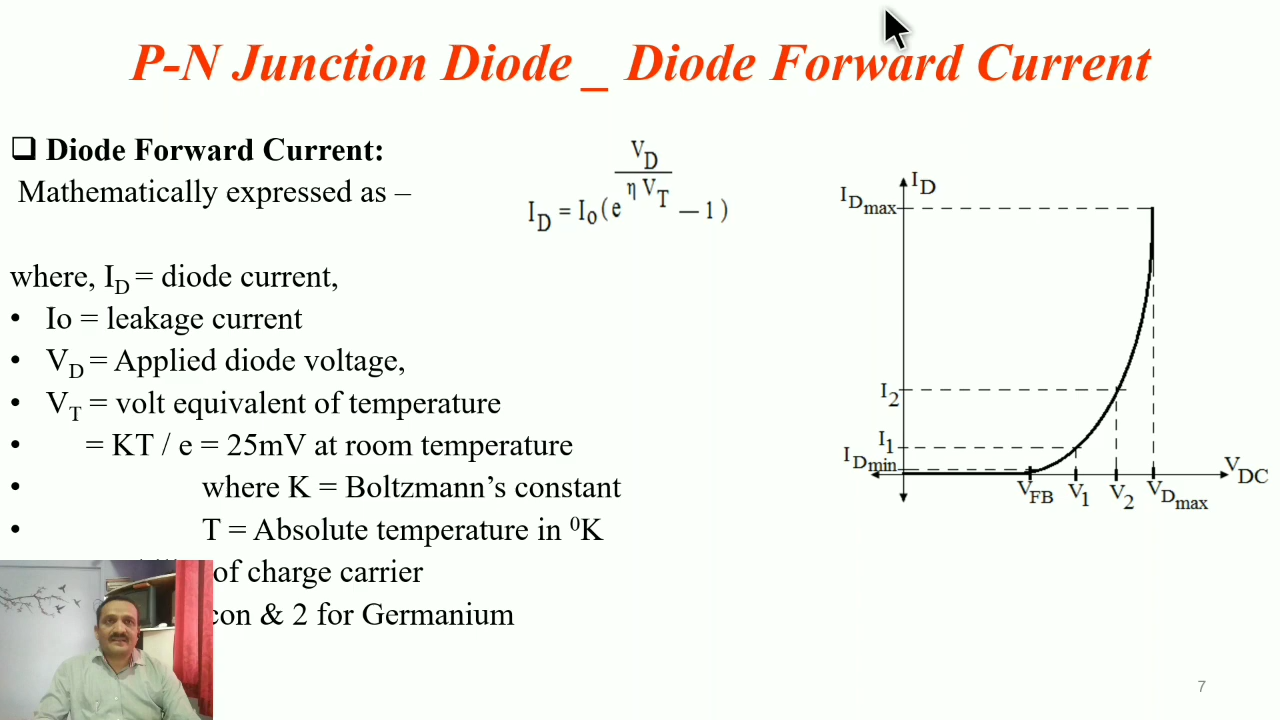 P-N Junction Diode _ Diode Forward Current
❑ Diode Forward Current:
Mathematically expressed as –
I_D = I_o (e^(V_D / η V_T) – 1)
where, I_D = diode current,
• Io = leakage current
• V_D = Applied diode voltage,
• V_T = volt equivalent of temperature
• = KT / e = 25mV at room temperature
• where K = Boltzmann’s constant
• T = Absolute temperature in ⁰K
of charge carrier
& 2 for Germanium
I_D
I_Dmax
I_2
I_1
I_Dmin
V_DC
V_FB V_1 V_2 V_Dmax
7